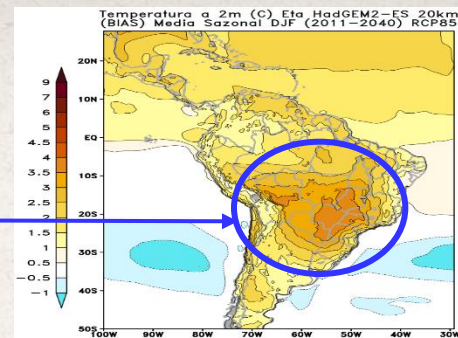 Temperatura a 2m (C) Eta HadGEM2-ES 20km
(BIAS) Media Sazonal DJF (2011-2040) RCP85
20N
10N
EQ
10S
20S
30S
40S
50S
100W 90W 80W 70W 60W 50W 40W 30W
9
7
6
5
4.5
4
3.5
3
2.5
2
1.5
1
0.5
-0.5
-1